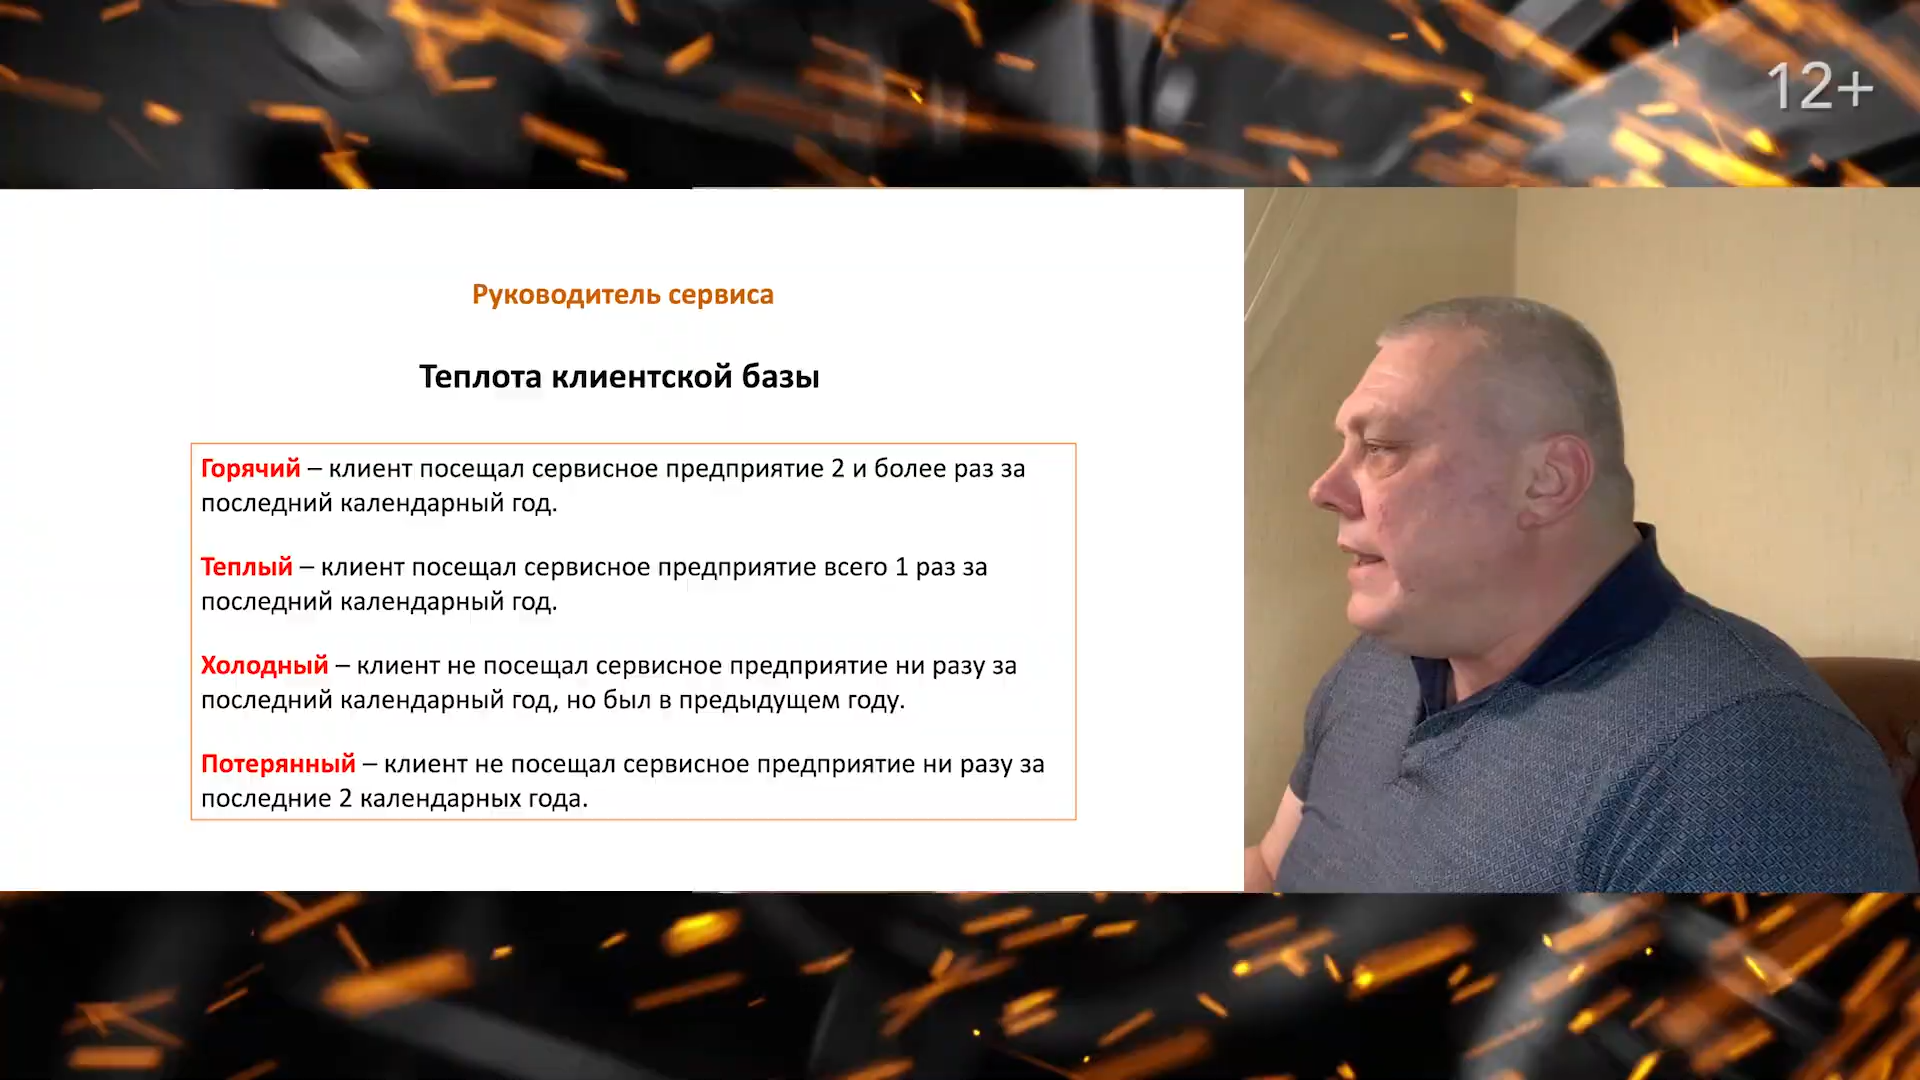 12+
Руководитель сервиса
Теплота клиентской базы
Горячий – клиент посещал сервисное предприятие 2 и более раз за
последний календарный год.
Теплый – клиент посещал сервисное предприятие всего 1 раз за
последний календарный год.
Холодный – клиент не посещал сервисное предприятие ни разу за
последний календарный год, но был в предыдущем году.
Потерянный – клиент не посещал сервисное предприятие ни разу за
последние 2 календарных года.